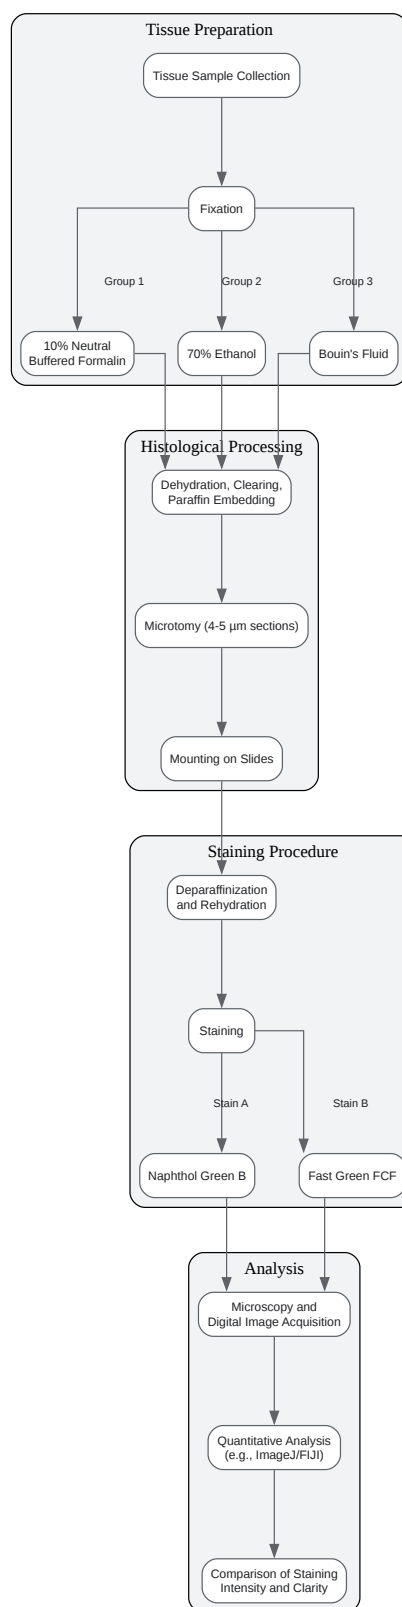 Tissue Preparation
Tissue Sample Collection
Fixation
Group 1
Group 2
Group 3
10% Neutral
Buffered Formalin
70% Ethanol
Bouin's Fluid
Histological Processing
Dehydration, Clearing,
Paraffin Embedding
Microtomy (4-5 µm sections)
Mounting on Slides
Staining Procedure
Deparaffinization
and Rehydration
Staining
Stain A
Stain B
Naphthol Green B
Fast Green FCF
Analysis
Microscopy and
Digital Image Acquisition
Quantitative Analysis
(e.g., ImageJ/FIJI)
Comparison of Staining
Intensity and Clarity